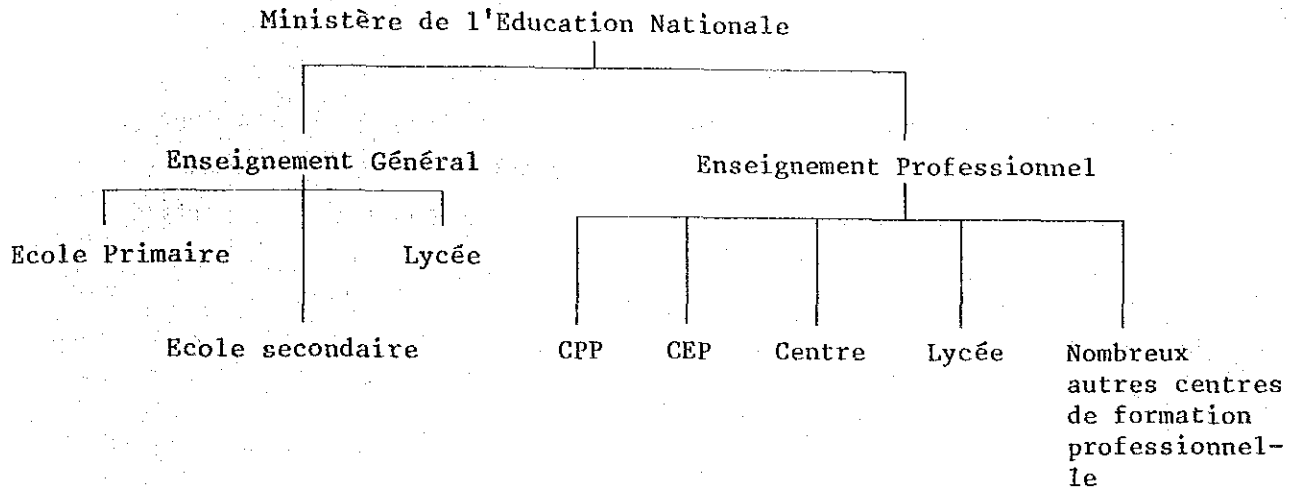 Ministère de l'Education Nationale
Enseignement Général
Enseignement Professionnel
Ecole Primaire
Lycée
Ecole secondaire
CPP
CEP
Centre
Lycée
Nombreux
autres centres
de formation
professionnel-
le